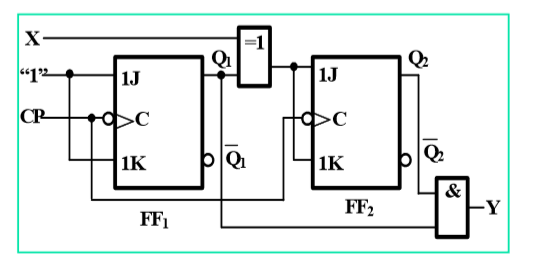 X
=1
Q1
Q2
"1"
1J
1J
CP
C
C
Q̅1
Q̅2
1K
1K
&
Y
FF1
FF2